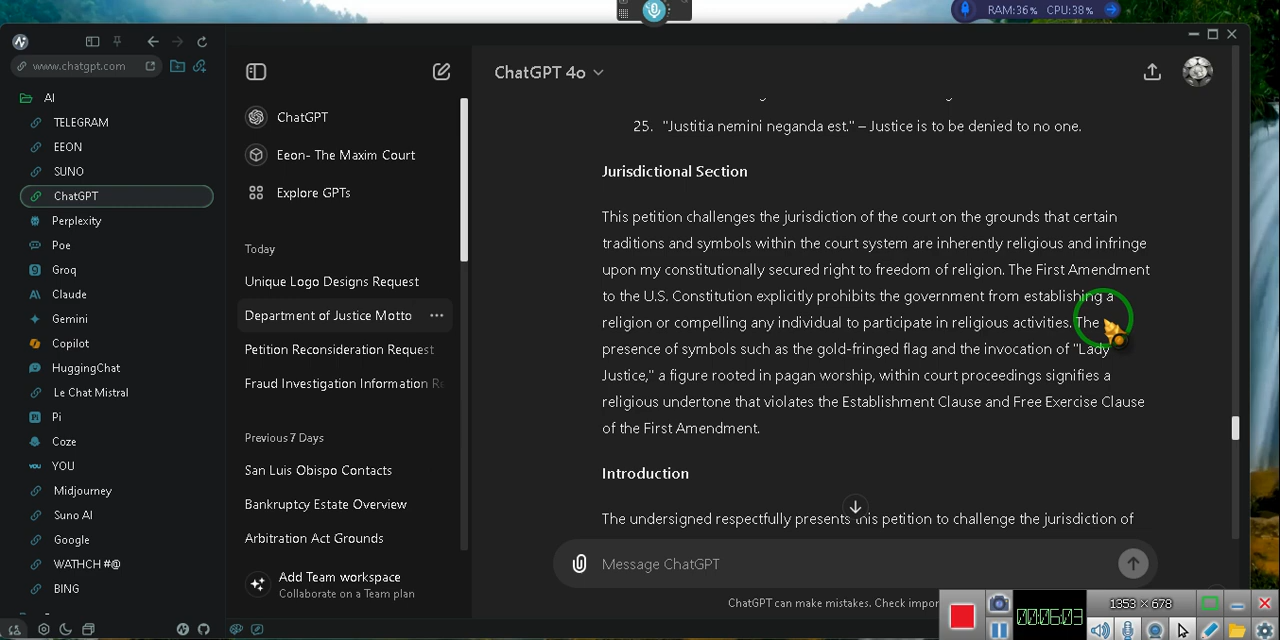 RAM:36% CPU:38%
www.chatgpt.com
AI
TELEGRAM
EEON
SUNO
ChatGPT
Perplexity
Poe
Groq
Claude
Gemini
Copilot
HuggingChat
Le Chat Mistral
Pi
Coze
YOU
Midjourney
Suno AI
Google
WATHCH #@
BING
ChatGPT
Eeon- The Maxim Court
Explore GPTs
Today
Unique Logo Designs Request
Department of Justice Motto
Petition Reconsideration Request
Fraud Investigation Information Re
Previous 7 Days
San Luis Obispo Contacts
Bankruptcy Estate Overview
Arbitration Act Grounds
Add Team workspace
Collaborate on a Team plan
ChatGPT 4o
25. "Justitia nemini neganda est." – Justice is to be denied to no one.
Jurisdictional Section
This petition challenges the jurisdiction of the court on the grounds that certain
traditions and symbols within the court system are inherently religious and infringe
upon my constitutionally secured right to freedom of religion. The First Amendment
to the U.S. Constitution explicitly prohibits the government from establishing a
religion or compelling any individual to participate in religious activities. The
presence of symbols such as the gold-fringed flag and the invocation of "Lady
Justice," a figure rooted in pagan worship, within court proceedings signifies a
religious undertone that violates the Establishment Clause and Free Exercise Clause
of the First Amendment.
Introduction
The undersigned respectfully presents this petition to challenge the jurisdiction of
Message ChatGPT
ChatGPT can make mistakes. Check impor
00:06:03
1353 × 678